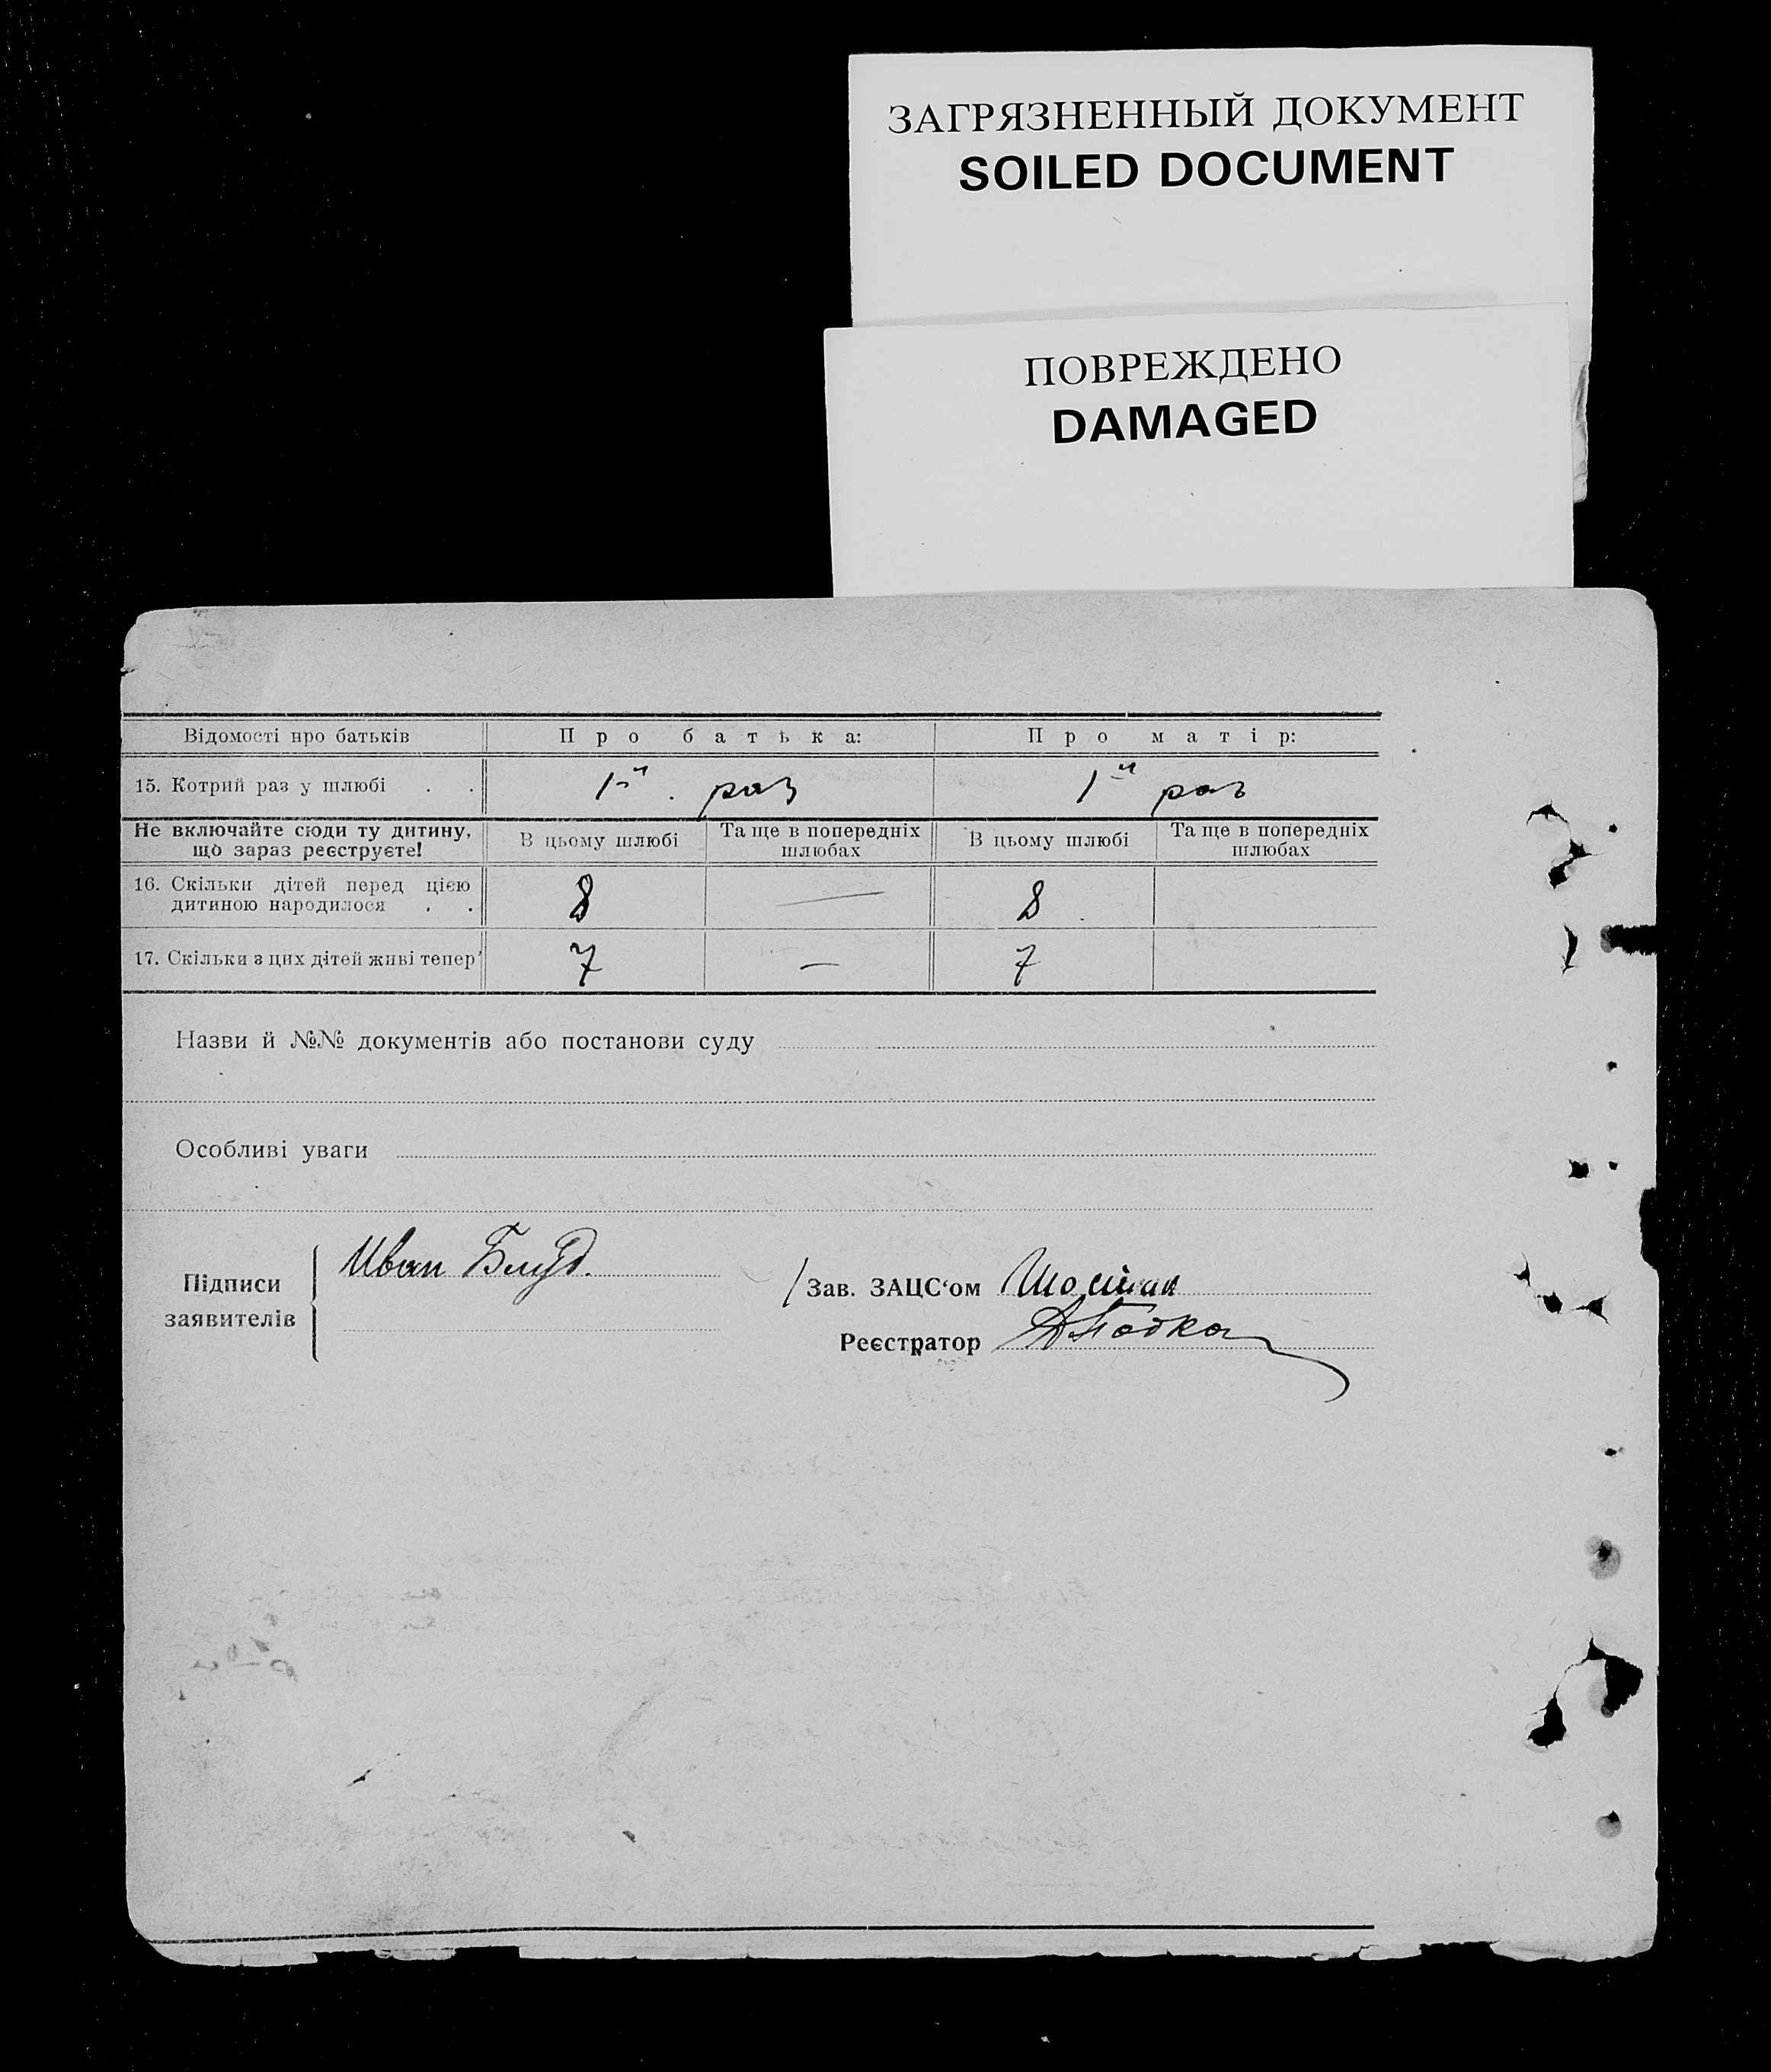 ЗАГРЯЗНЕННЫЙ ДОКУМЕНТ
SOILED DOCUMENT
ПОВРЕЖДЕНО
DAMAGED
Відомості про батьків Про батька: Про матір:
15. Котрий раз у шлюбі . . 1-й раз 1й раз
Не включайте сюди ту дитину, що зараз реєструєте! В цьому шлюбі Та ще в попередніх шлюбах В цьому шлюбі Та ще в попередніх шлюбах
16. Скільки дітей перед цією
дитиною народилося . . 8 — 8
17. Скільки з цих дітей живі тепер 7 — 7
Назви й №№ документів або постанови суду
Особливі уваги
Підписи
заявителів
Иван
/Зав. ЗАЦС‘ом
Реєстратор